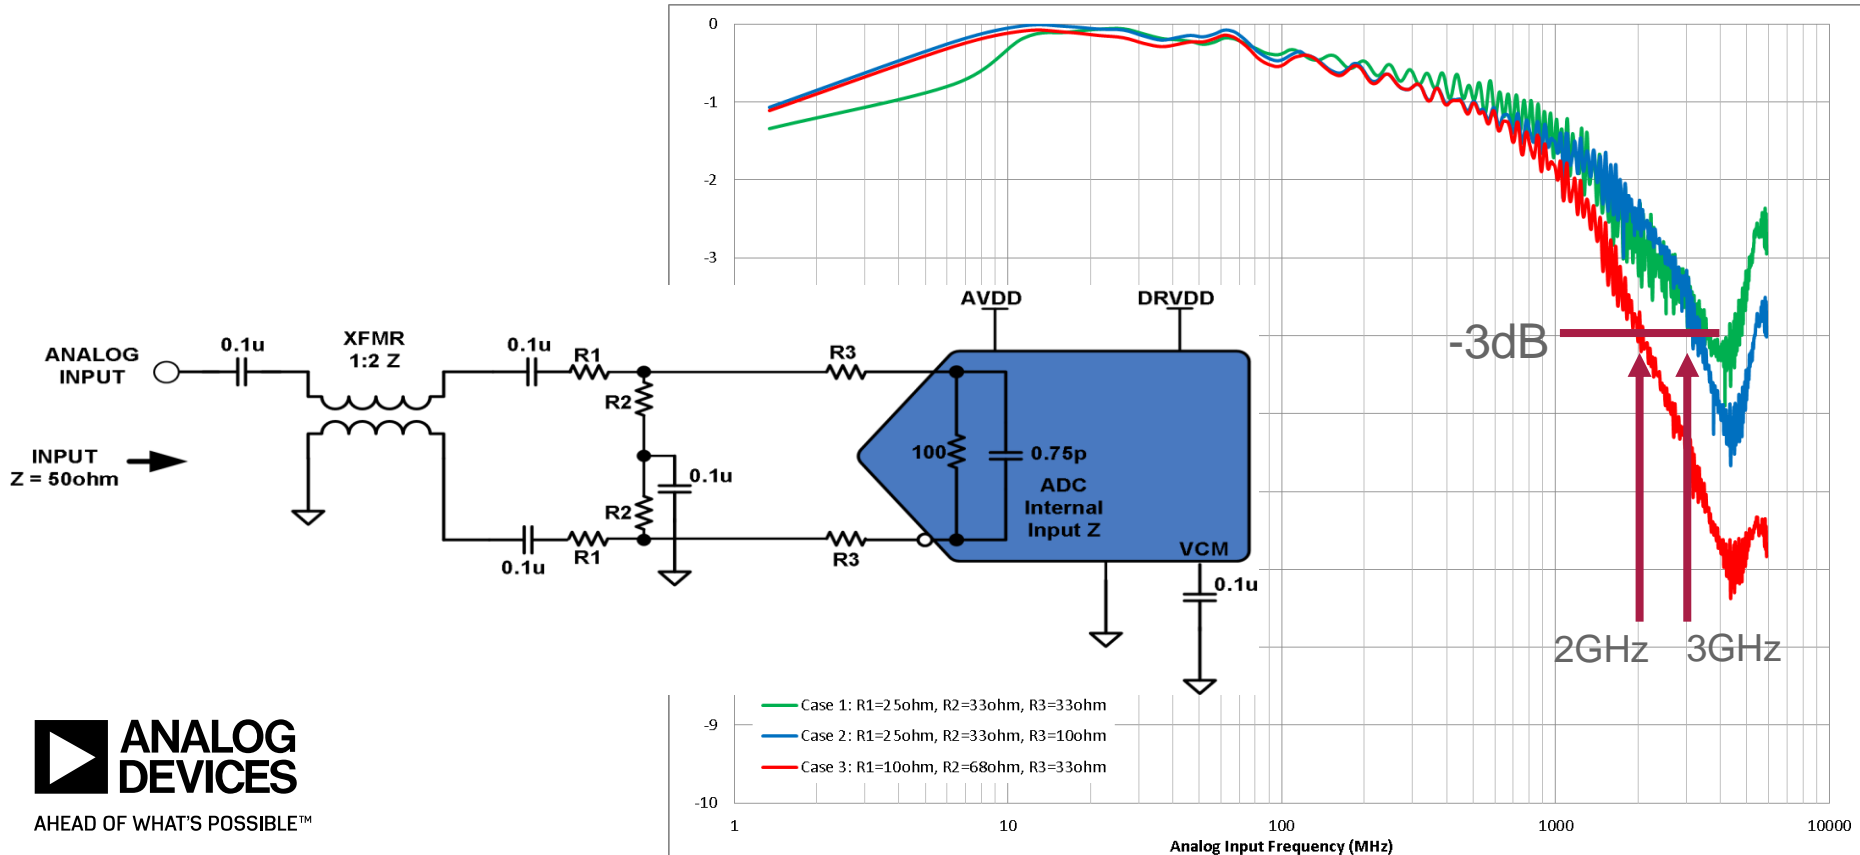 0
-1
-2
-3
AVDD
DRVDD
XFMR
1:2 Z
0.1u
0.1u
R1
R3
ANALOG
INPUT
R2
-3dB
100
0.75p
INPUT
Z = 50ohm
0.1u
ADC
Internal
Input Z
R2
R1
0.1u
R3
VCM
0.1u
2GHz
3GHz
Case 1: R1=25ohm, R2=33ohm, R3=33ohm
-9
Case 2: R1=25ohm, R2=33ohm, R3=10ohm
Case 3: R1=10ohm, R2=68ohm, R3=33ohm
-10
1
10
100
1000
10000
Analog Input Frequency (MHz)
ANALOG
DEVICES
AHEAD OF WHAT'S POSSIBLE™